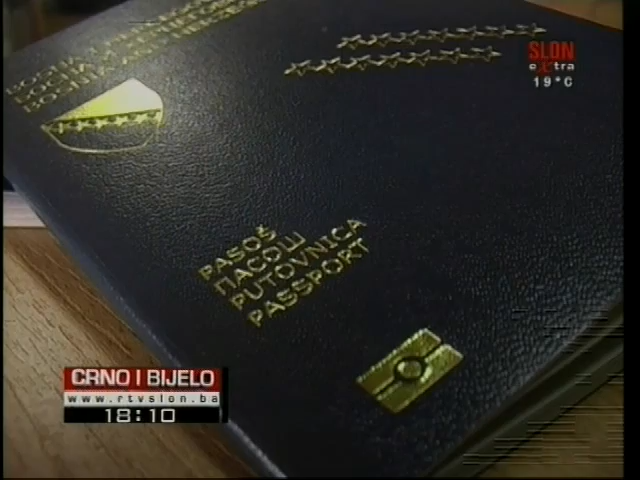 SLON
extra
19°C
PASOŠ
ПАСОШ
PUTOVNICA
PASSPORT
CRNO I BIJELO
www.rtvslon.ba
18:10